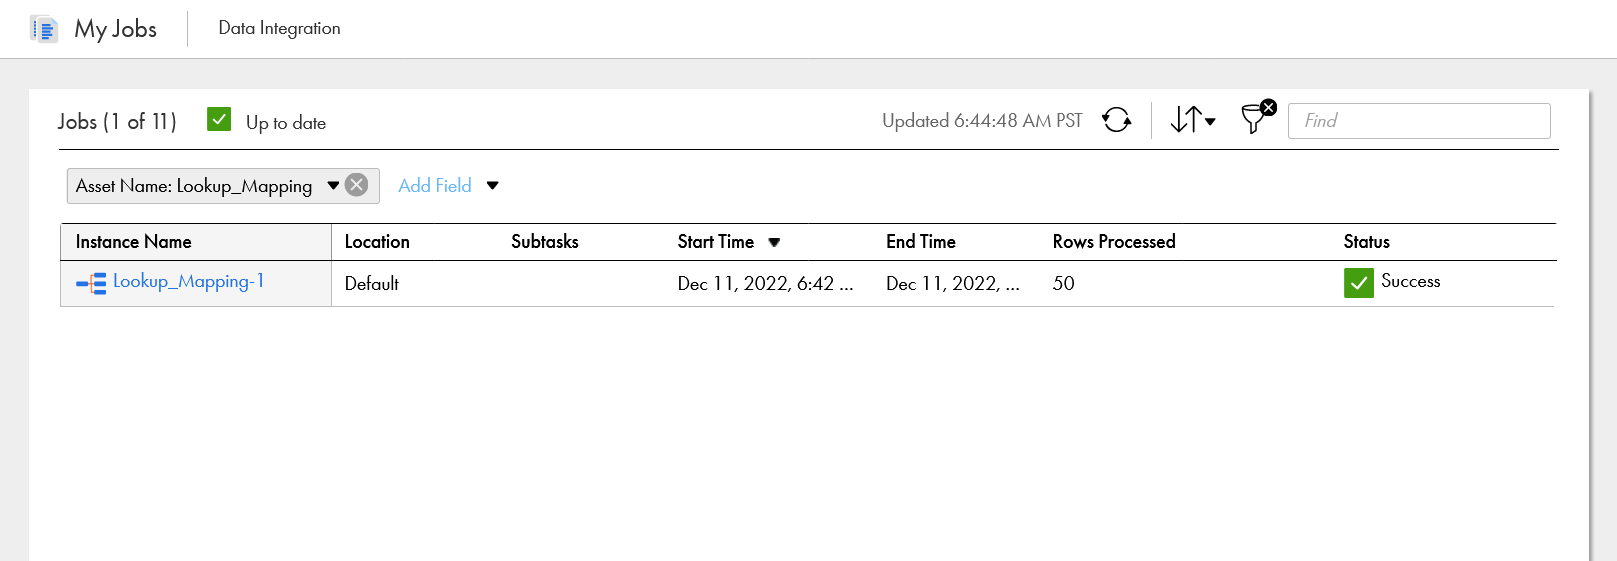 My Jobs Data Integration
Jobs (1 of 11) Up to date Updated 6:44:48 AM PST Find
Asset Name: Lookup_Mapping Add Field
Instance Name Location Subtasks Start Time End Time Rows Processed Status
Lookup_Mapping-1 Default Dec 11, 2022, 6:42 ... Dec 11, 2022, ... 50 Success